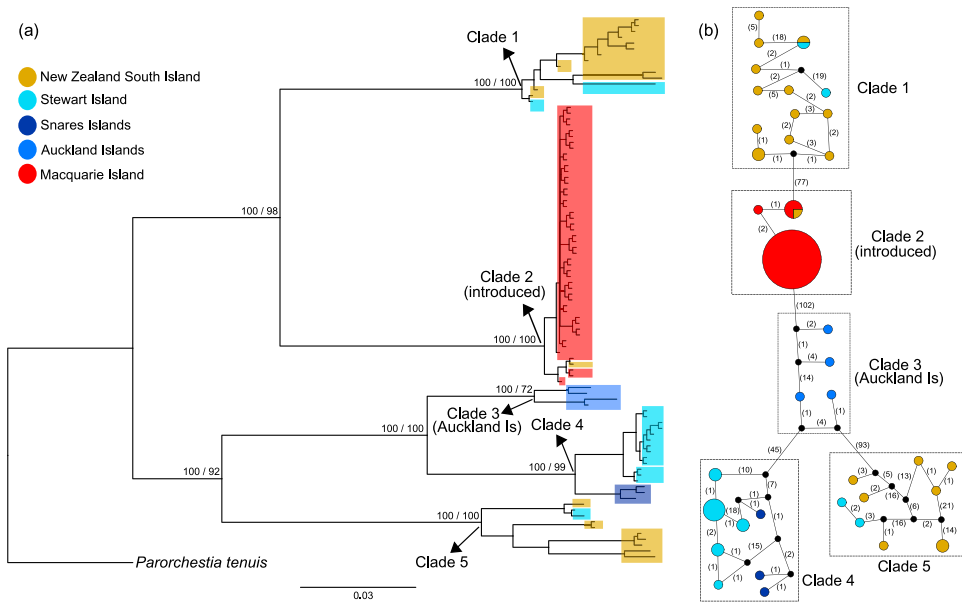 (a)
New Zealand South Island
Stewart Island
Snares Islands
Auckland Islands
Macquarie Island
Clade 1
100 / 100
100 / 98
Clade 2
(introduced)
100 / 100
100 / 72
Clade 3
(Auckland Is)
100 / 100
Clade 4
100 / 99
100 / 92
100 / 100
Clade 5
Parorchestia tenuis
0.03
(b)
(5)
(18)
(2)
(1)
(19)
(2)
(5)
(2)
(3)
(2)
(2)
(1)
(3)
(1)
(1)
Clade 1
(77)
(1)
(2)
Clade 2
(introduced)
(102)
(2)
(1)
(4)
(14)
(1)
(1)
(4)
Clade 3
(Auckland Is)
(45)
(93)
(10)
(7)
(1)
(1)
(1)
(18)
(1)
(2)
(15)
(1)
(2)
(1)
(1)
(1)
(1)
Clade 4
(3)
(5)
(13)
(1)
(1)
(2)
(16)
(2)
(6)
(21)
(3)
(16)
(2)
(14)
(1)
Clade 5